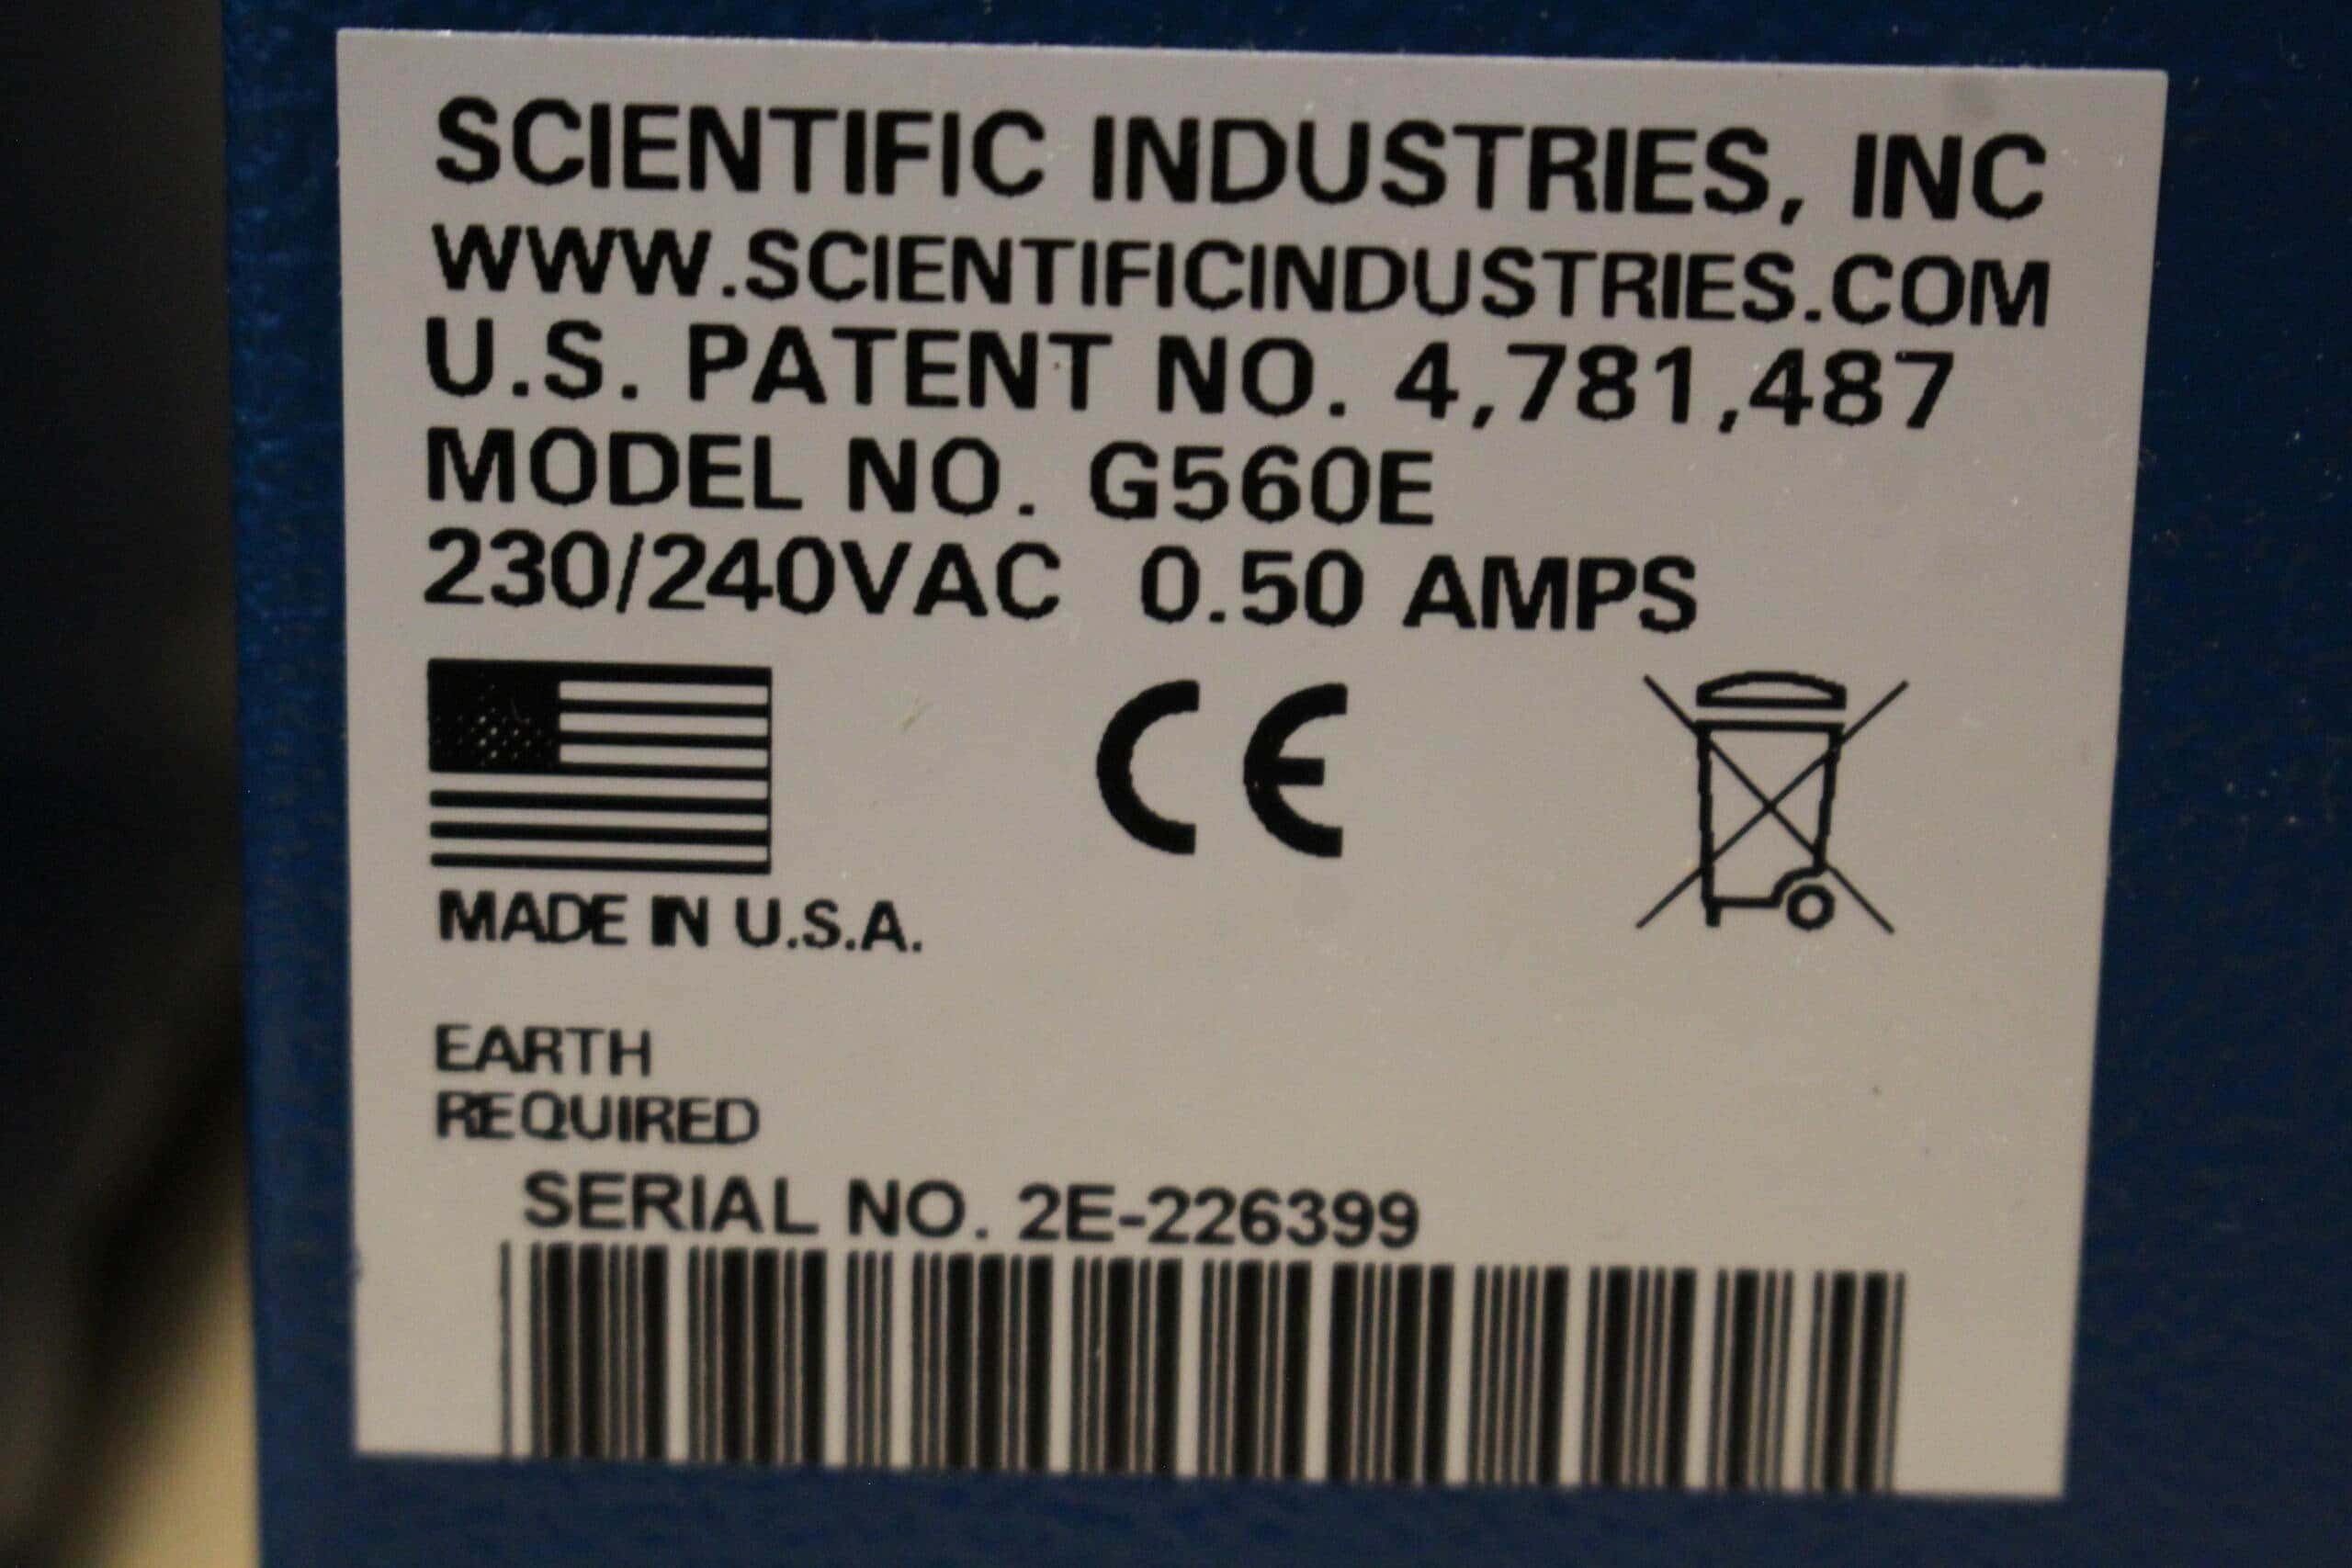 SCIENTIFIC INDUSTRIES, INC
WWW.SCIENTIFICINDUSTRIES.COM
U.S. PATENT NO. 4,781,487
MODEL NO. G560E
230/240VAC 0.50 AMPS
CE
MADE IN U.S.A.
EARTH
REQUIRED
SERIAL NO. 2E-226399